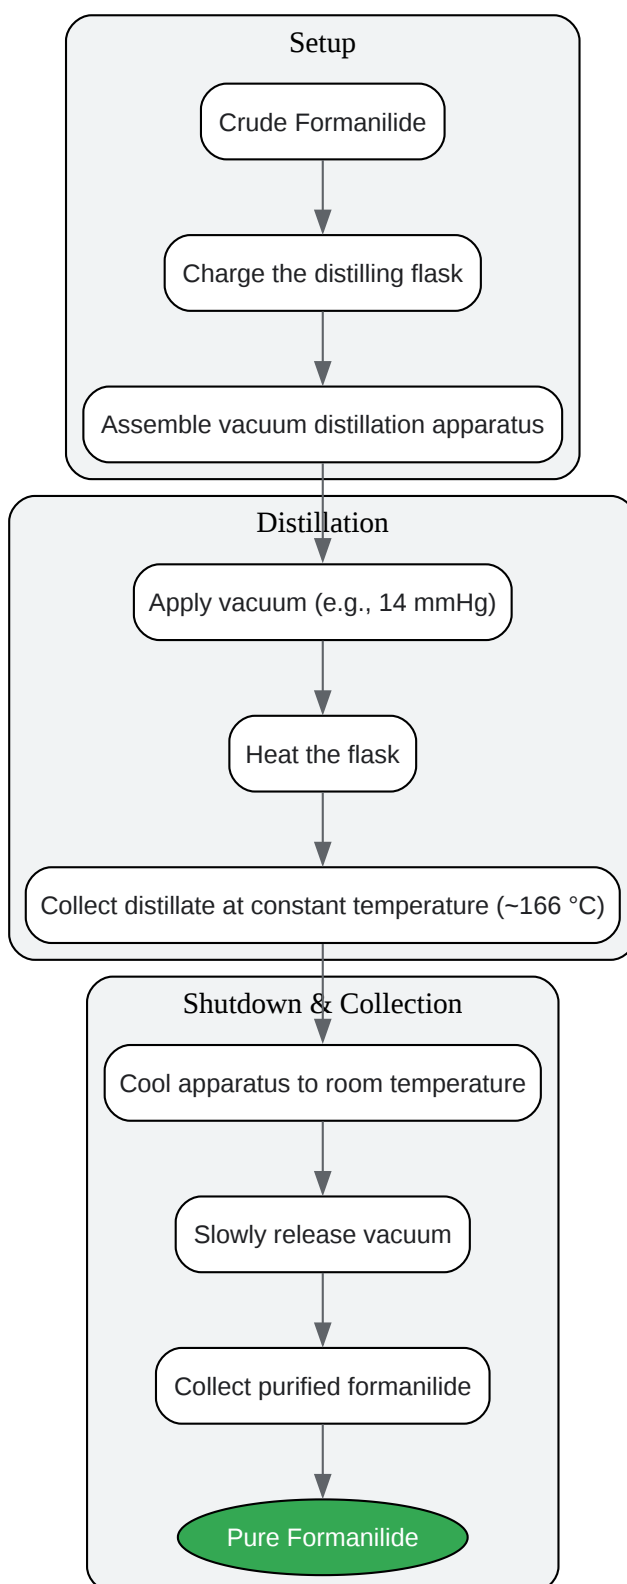 Setup
Crude Formanilide
Charge the distilling flask
Assemble vacuum distillation apparatus
Distillation
Apply vacuum (e.g., 14 mmHg)
Heat the flask
Collect distillate at constant temperature (~166 °C)
Shutdown & Collection
Cool apparatus to room temperature
Slowly release vacuum
Collect purified formanilide
Pure Formanilide